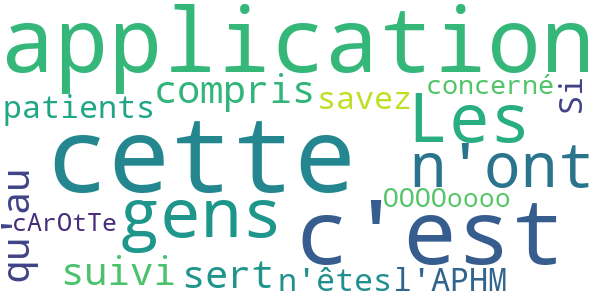 application
compris
concerné
Si
patients
savez
Les
cette
n'ont
gens
OOOOoooo
qu'au
cArOtTe
c'est
suivi
sert
n'êtes
l'APHM